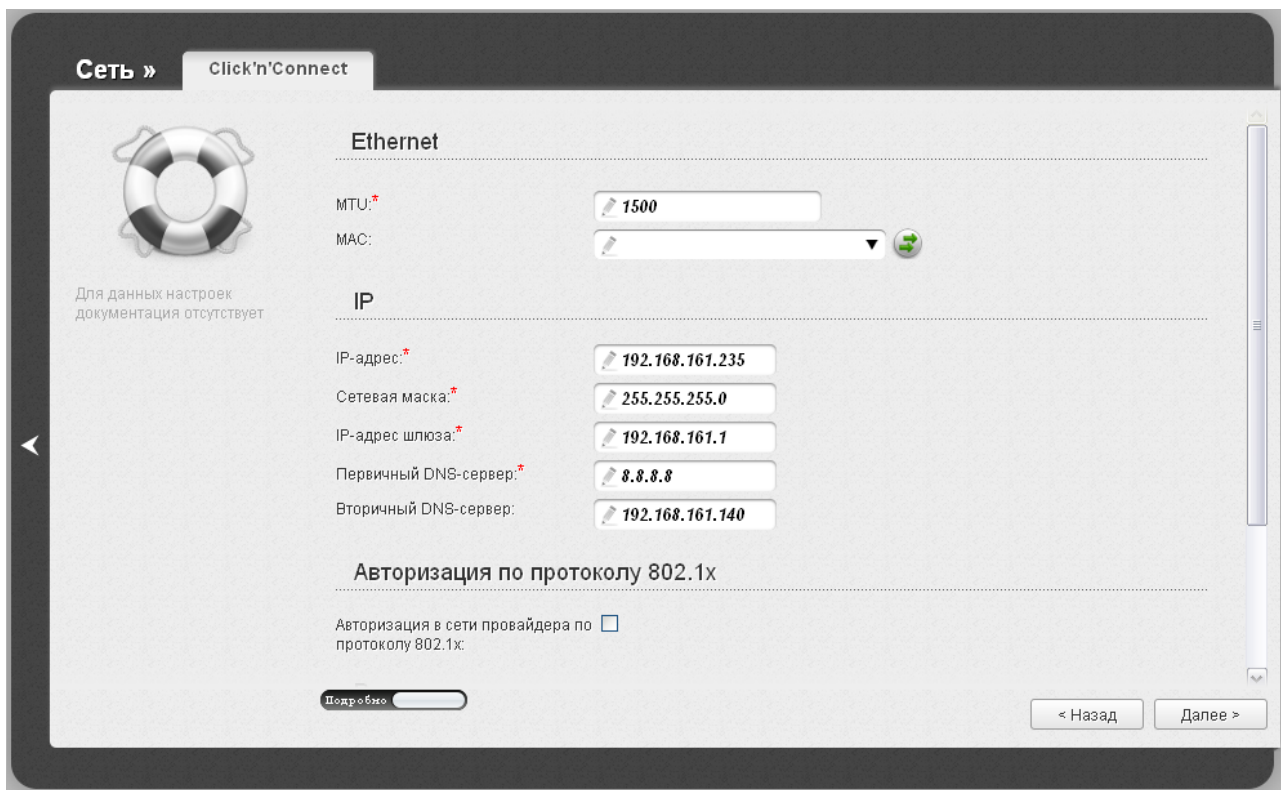 Сеть »
Click'n'Connect
Для данных настроек
документация отсутствует
Ethernet
MTU:*
1500
MAC:
IP
IP-адрес:*
192.168.161.235
Сетевая маска:*
255.255.255.0
IP-адрес шлюза:*
192.168.161.1
Первичный DNS-сервер:*
8.8.8.8
Вторичный DNS-сервер:
192.168.161.140
Авторизация по протоколу 802.1x
Авторизация в сети провайдера по
протоколу 802.1x:
Подробно
< Назад
Далее >